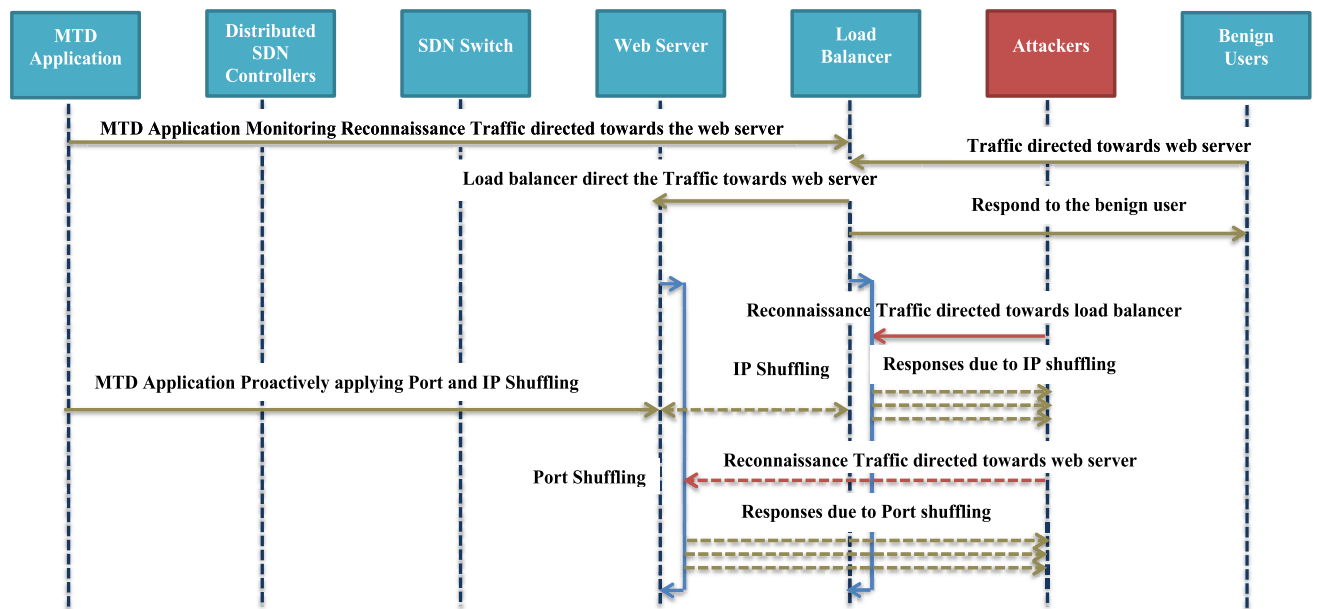 MTD
Application
Distributed
SDN
Controllers
SDN Switch
Web Server
Load
Balancer
Attackers
Benign
Users
MTD Application Monitoring Reconnaissance Traffic directed towards the web server
Traffic directed towards web server
Load balancer direct the Traffic towards web server
Respond to the benign user
Reconnaissance Traffic directed towards load balancer
IP Shuffling
Responses due to IP shuffling
MTD Application Proactively applying Port and IP Shuffling
Reconnaissance Traffic directed towards web server
Port Shuffling
Responses due to Port shuffling